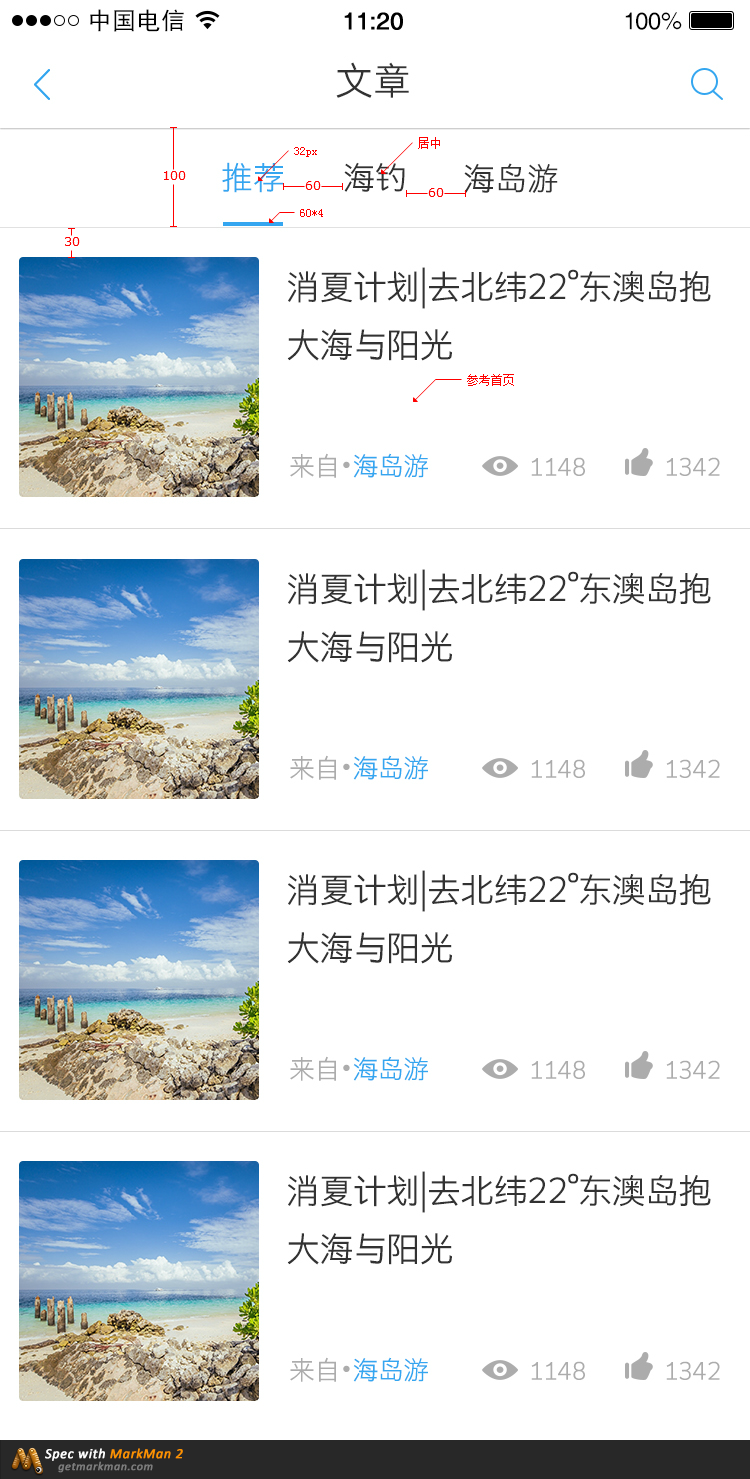 中国电信 11:20 100%
文章
推荐 海钓 海岛游
32px
居中
100
60
60
60*4
30
消夏计划|去北纬22°东澳岛抱
大海与阳光
参考首页
来自•海岛游 1148 1342
消夏计划|去北纬22°东澳岛抱
大海与阳光
来自•海岛游 1148 1342
消夏计划|去北纬22°东澳岛抱
大海与阳光
来自•海岛游 1148 1342
消夏计划|去北纬22°东澳岛抱
大海与阳光
来自•海岛游 1148 1342
Spec with MarkMan 2
getmarkman.com